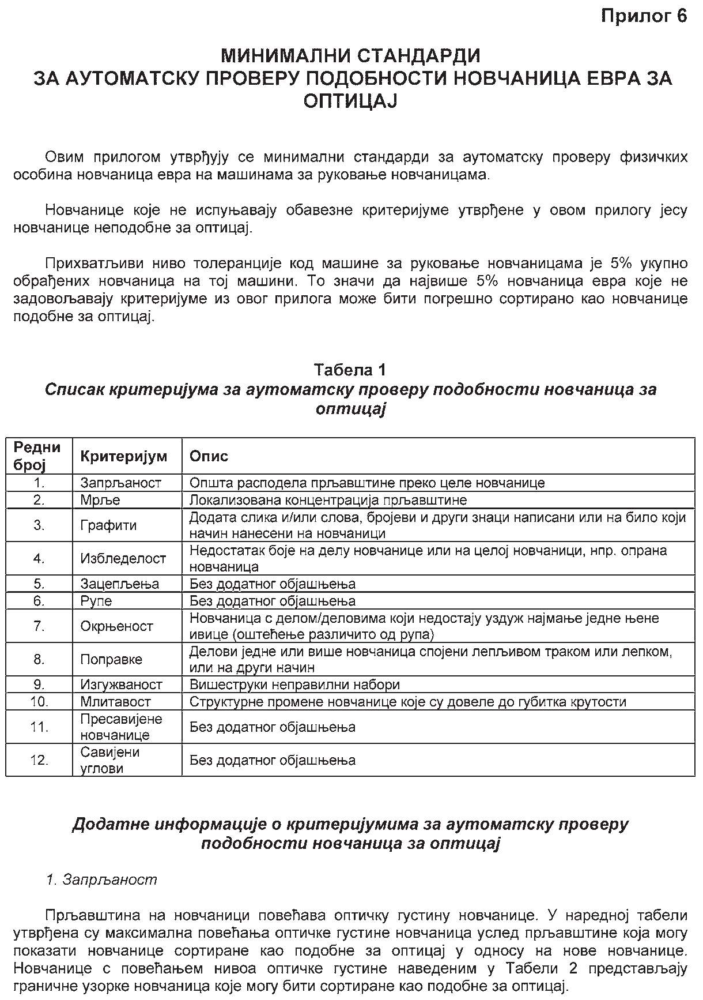 Прилог 6
МИНИМАЛНИ СТАНДАРДИ
ЗА АУТОМАТСКУ ПРОВЕРУ ПОДОБНОСТИ НОВЧАНИЦА ЕВРА ЗА
ОПТИЦАЈ
Овим прилогом утврђују се минимални стандарди за аутоматску проверу физичких
особина новчаница евра на машинама за руковање новчаницама.
Новчанице које не испуњавају обавезне критеријуме утврђене у овом прилогу јесу
новчанице неподобне за оптицај.
Прихватљиви ниво толеранције код машине за руковање новчаницама је 5% укупно
обрађених новчаница на тој машини. То значи да највише 5% новчаница евра које не
задовољавају критеријуме из овог прилога може бити погрешно сортирано као новчанице
подобне за оптицај.
Табела 1
Списак критеријума за аутоматску проверу подобности новчаница за
оптицај
Редни
број
Критеријум
Опис
1. Запрљаност Општа расподела прљавштине преко целе новчанице
2. Мрље Локализована концентрација прљавштине
3. Графити
Додата слика и/или слова, бројеви и други знаци написани или на било који
начин нанесени на новчаници
4. Избледелост
Недостатак боје на делу новчанице или на целој новчаници, нпр. опрана
новчаница
5. Зацепљења Без додатног објашњења
6. Рупе Без додатног објашњења
7. Окрњеност
Новчаница с делом/деловима који недостају уздуж најмање једне њене
ивице (оштећење различито од рупа)
8. Поправке
Делови једне или више новчаница спојени лепљивом траком или лепком,
или на други начин
9. Изгужваност Вишеструки неправилни набори
10. Млитавост Структурне промене новчанице које су довеле до губитка крутости
11.
Пресавијене
новчанице
Без додатног објашњења
12.
Савијени
углови
Без додатног објашњења
Додатне информације о критеријумима за аутоматску проверу
подобности новчаница за оптицај
1. Запрљаност
Прљавштина на новчаници повећава оптичку густину новчанице. У наредној табели
утврђена су максимална повећања оптичке густине новчаница услед прљавштине која могу
показати новчанице сортиране као подобне за оптицај у односу на нове новчанице.
Новчанице с повећањем нивоа оптичке густине наведеним у Табели 2 представљају
граничне узорке новчаница које могу бити сортиране као подобне за оптицај.